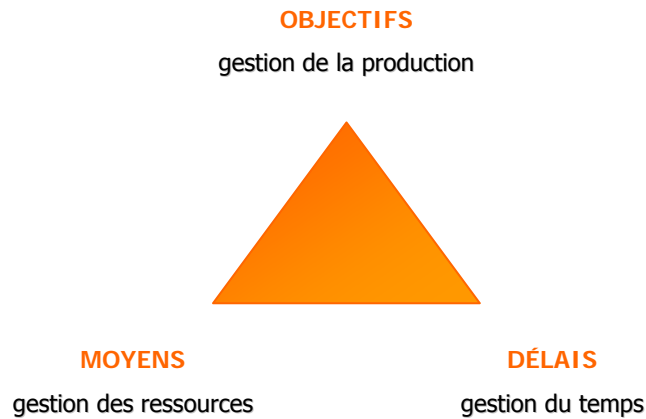 OBJECTIFS
gestion de la production
MOYENS
DÉLAIS
gestion des ressources
gestion du temps